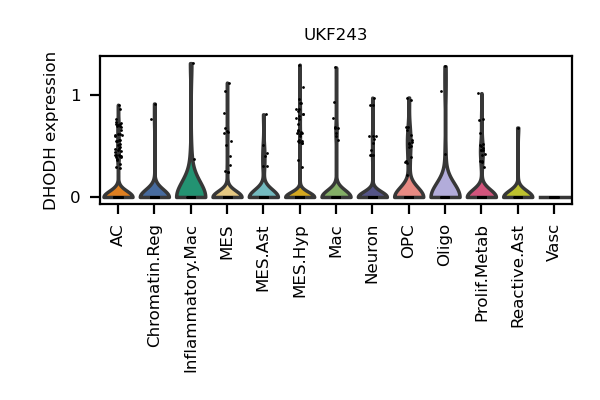 UKF243
DHODH expression
1
0
AC
Chromatin.Reg
Inflammatory.Mac
MES
MES.Ast
MES.Hyp
Mac
Neuron
OPC
Oligo
Prolif.Metab
Reactive.Ast
Vasc